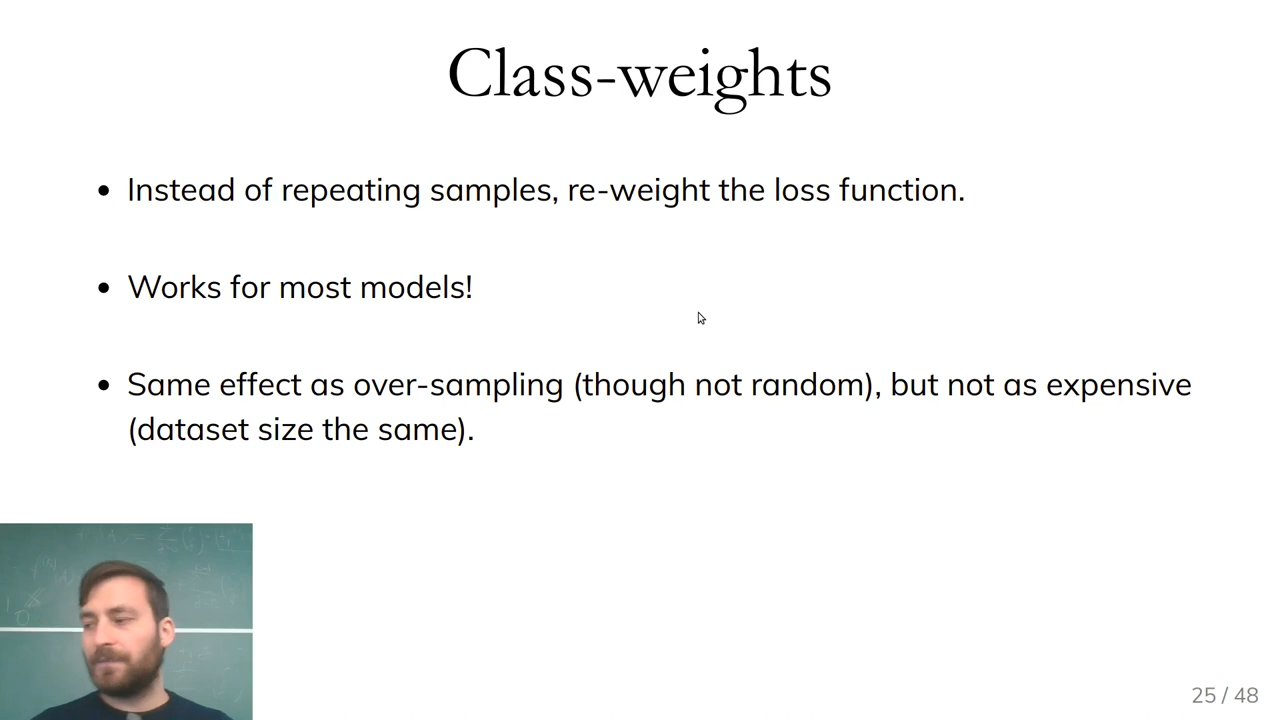 Class-weights
• Instead of repeating samples, re-weight the loss function.
• Works for most models!
• Same effect as over-sampling (though not random), but not as expensive
(dataset size the same).
25 / 48